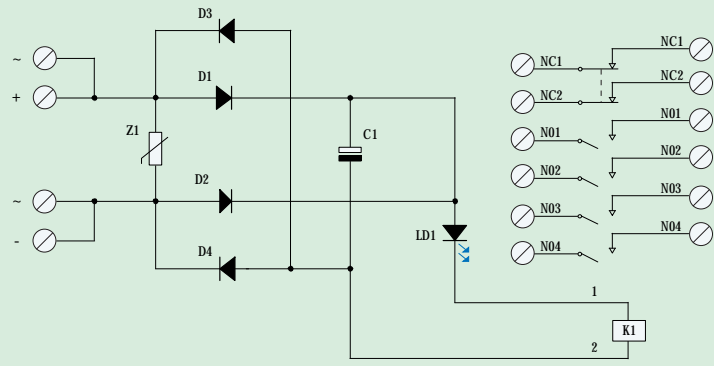 D3
~
NC1
NC1
D1
NC2
+
NC2
N01
Z1
C1
N01
N02
D2
N02
N03
~
N03
N04
LD1
-
D4
N04
1
K1
2